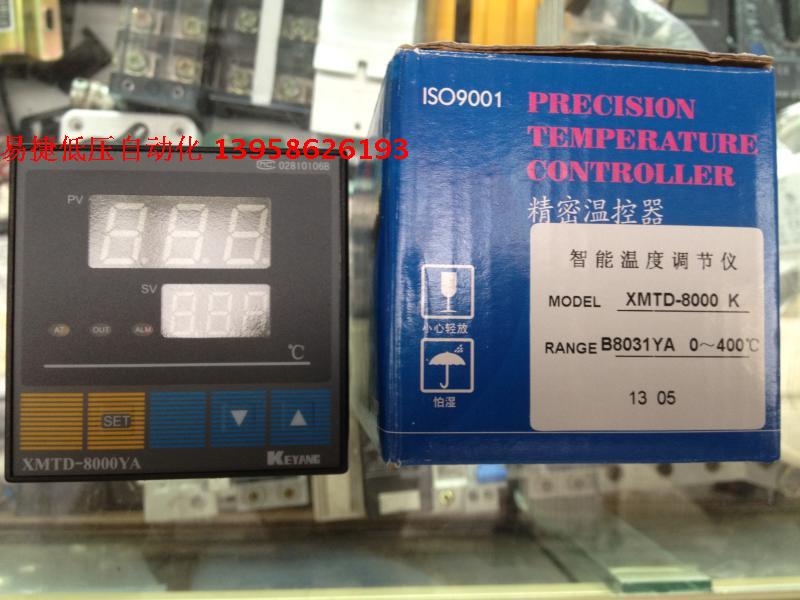 易捷低压自动化 13958626193
02810106B
PV
SV
AT
OUT
ALM
℃
SET
XMTD-8000YA
KEYANG
ISO9001
PRECISION
TEMPERATURE
CONTROLLER
精密温控器
小心轻放
怕湿
智能温度调节仪
MODEL XMTD-8000 K
RANGE B8031YA 0～400℃
13 05